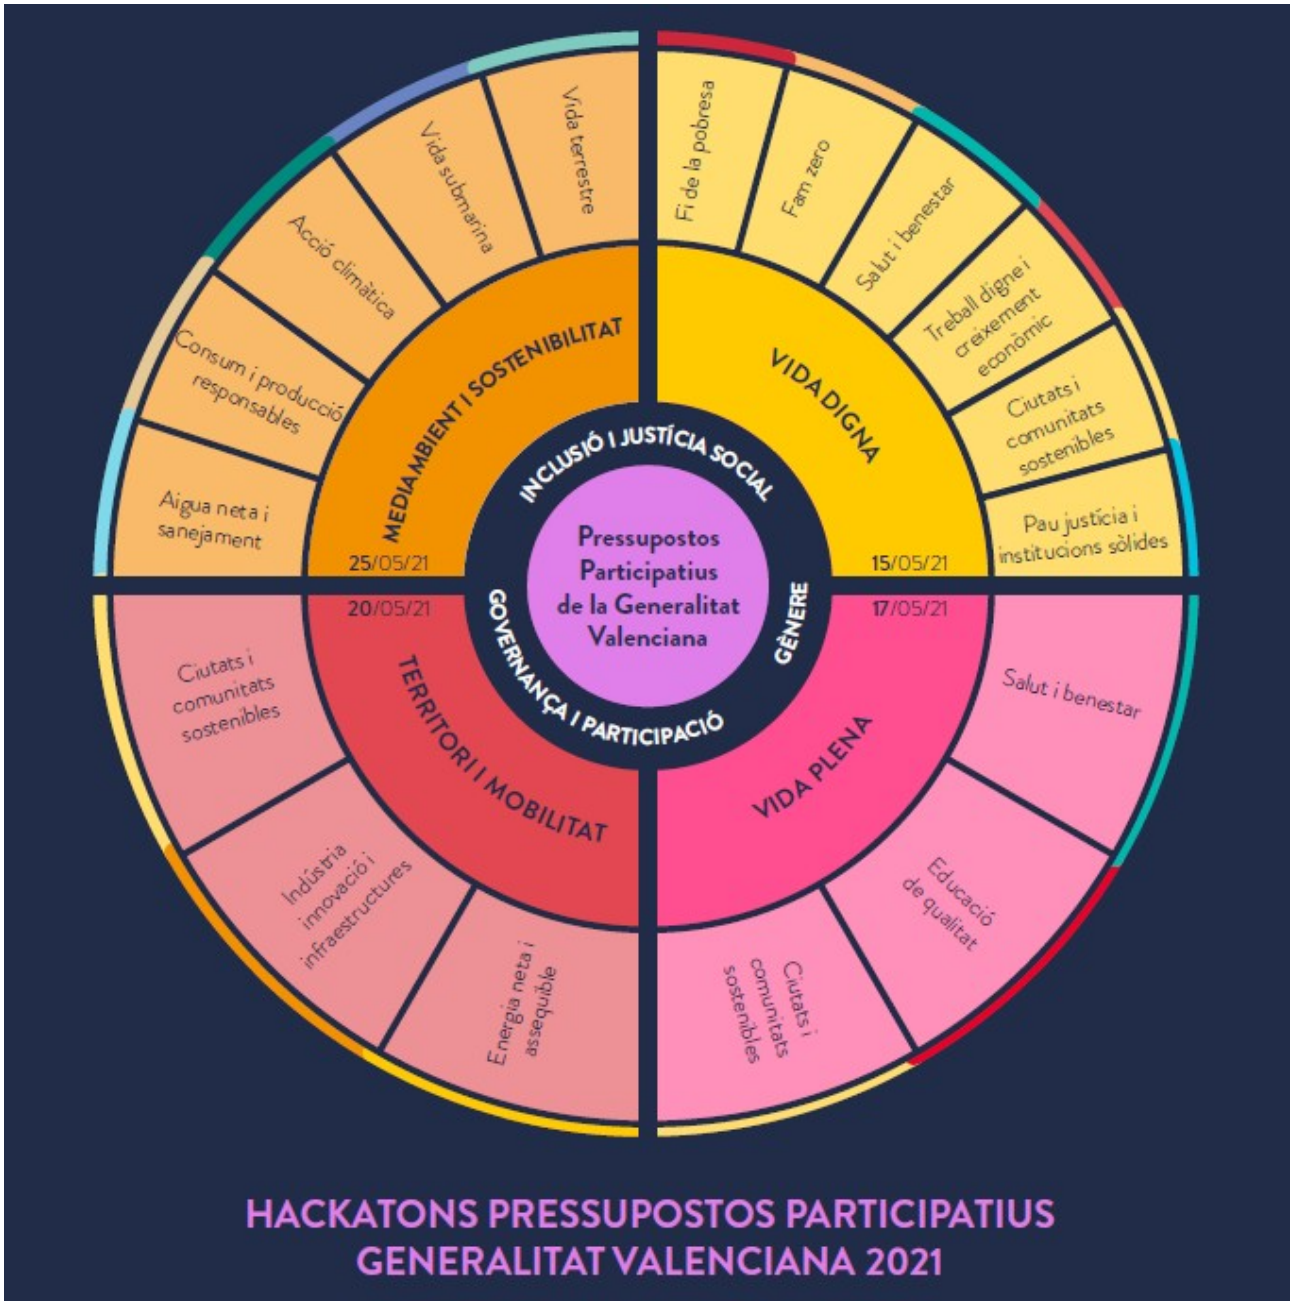 Vida terrestre
Vida submarina
Acció climàtica
Consum i producció
responsables
Aigua neta i
sanejament
MEDIAMBIENT I SOSTENIBILITAT
25/05/21
Fi de la pobresa
Fam zero
Salut i benestar
Treball digne i
creixement
econòmic
Ciutats i
comunitats
sostenibles
Pau justícia i
institucions sòlides
VIDA DIGNA
15/05/21
INCLUSIÓ I JUSTÍCIA SOCIAL
GÈNERE
GOVERNANÇA I PARTICIPACIÓ
Pressupostos
Participatius
de la Generalitat
Valenciana
20/05/21
TERRITORI I MOBILITAT
Ciutats i
comunitats
sostenibles
Indústria
innovació i
infraestructures
Energia neta i
assequible
17/05/21
VIDA PLENA
Salut i benestar
Educació
de qualitat
Ciutats i
comunitats
sostenibles
HACKATONS PRESSUPOSTOS PARTICIPATIUS
GENERALITAT VALENCIANA 2021